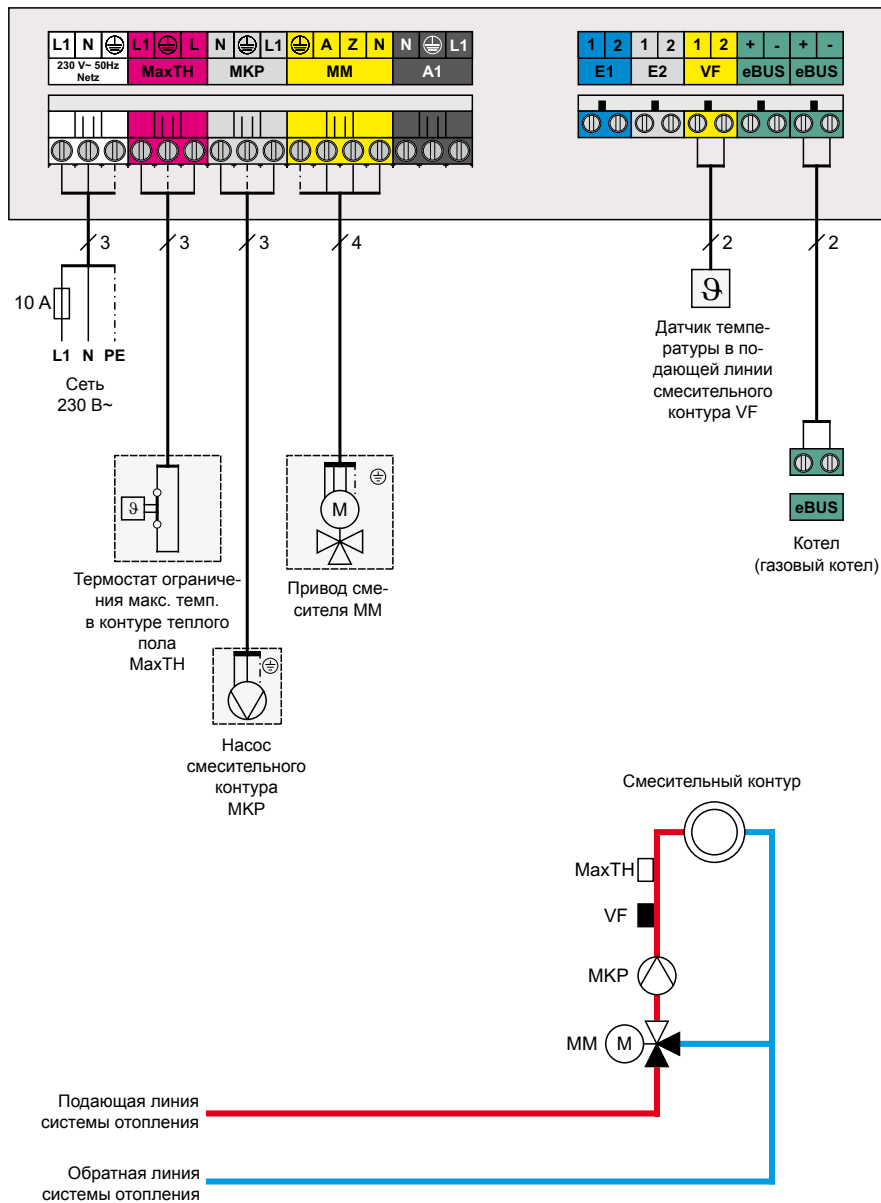 L1 N L1 L N L1 A Z N N L1
230 V~ 50Hz
Netz
MaxTH MKP MM A1
1 2 1 2 1 2 + - + -
E1 E2 VF eBUS eBUS
3 3 3 4 2 2
10 A
L1 N PE
Сеть
230 В~
ϑ
Датчик темпе-
ратуры в по-
дающей линии
смесительного
контура VF
ϑ
Термостат ограниче-
ния макс. темп.
в контуре теплого
пола
MaxTH
M
Привод сме-
сителя ММ
eBUS
Котел
(газовый котел)
Насос
смесительного
контура
MKP
Смесительный контур
MaxTH
VF
MKP
MM M
Подающая линия
системы отопления
Обратная линия
системы отопления